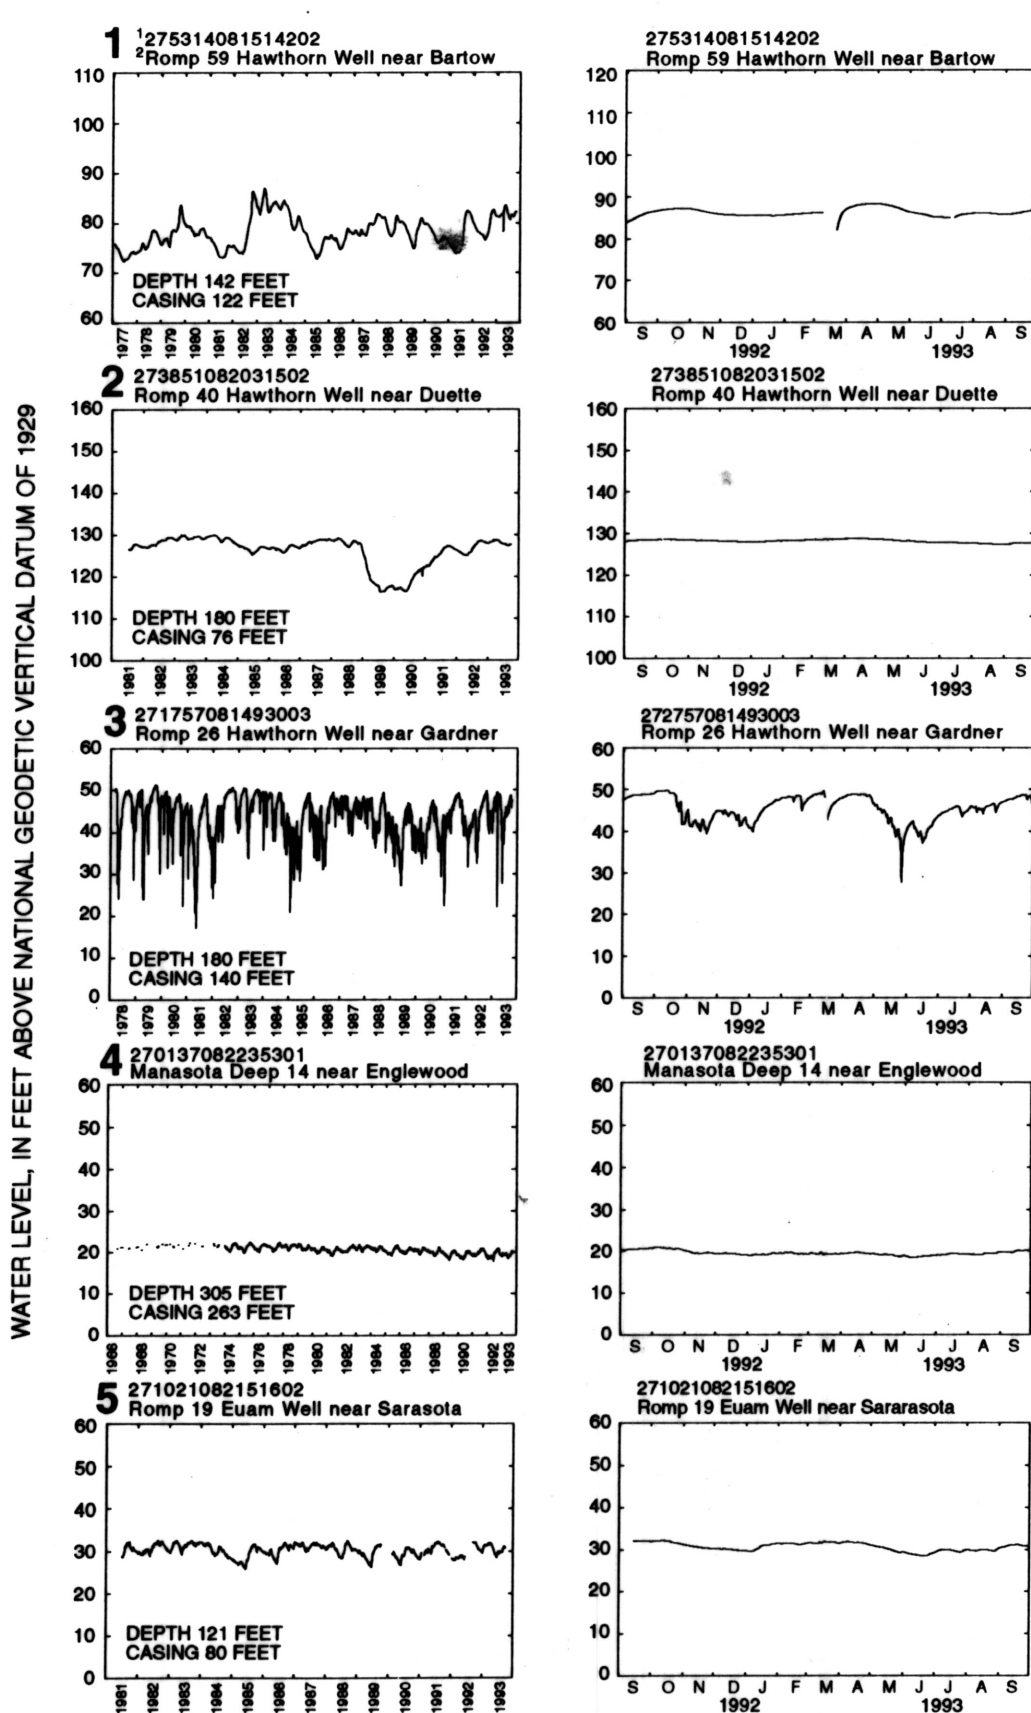 WATER LEVEL, IN FEET ABOVE NATIONAL GEODETIC VERTICAL DATUM OF 1929
1
1275314081514202
2Romp 59 Hawthorn Well near Bartow
110
100
90
80
70
60
DEPTH 142 FEET
CASING 122 FEET
1977 1978 1979 1980 1981 1982 1983 1984 1985 1986 1987 1988 1989 1990 1991 1992 1993
275314081514202
Romp 59 Hawthorn Well near Bartow
120
110
100
90
80
70
60
S O N D J F M A M J J A S
1992 1993
2
273851082031502
Romp 40 Hawthorn Well near Duette
160
150
140
130
120
110
100
DEPTH 180 FEET
CASING 76 FEET
1981 1982 1983 1984 1985 1986 1987 1988 1989 1990 1991 1992 1993
273851082031502
Romp 40 Hawthorn Well near Duette
160
150
140
130
120
110
100
S O N D J F M A M J J A S
1992 1993
3
271757081493003
Romp 26 Hawthorn Well near Gardner
60
50
40
30
20
10
0
DEPTH 180 FEET
CASING 140 FEET
1978 1979 1980 1981 1982 1983 1984 1985 1986 1987 1988 1989 1990 1991 1992 1993
272757081493003
Romp 26 Hawthorn Well near Gardner
60
50
40
30
20
10
0
S O N D J F M A M J J A S
1992 1993
4
270137082235301
Manasota Deep 14 near Englewood
60
50
40
30
20
10
0
DEPTH 305 FEET
CASING 263 FEET
1966 1968 1970 1972 1974 1976 1978 1980 1982 1984 1986 1988 1990 1992 1993
270137082235301
Manasota Deep 14 near Englewood
60
50
40
30
20
10
0
S O N D J F M A M J J A S
1992 1993
5
271021082151602
Romp 19 Euam Well near Sarasota
60
50
40
30
20
10
0
DEPTH 121 FEET
CASING 80 FEET
1981 1982 1983 1984 1985 1986 1987 1988 1989 1990 1991 1992 1993
271021082151602
Romp 19 Euam Well near Sararasota
60
50
40
30
20
10
0
S O N D J F M A M J J A S
1992 1993